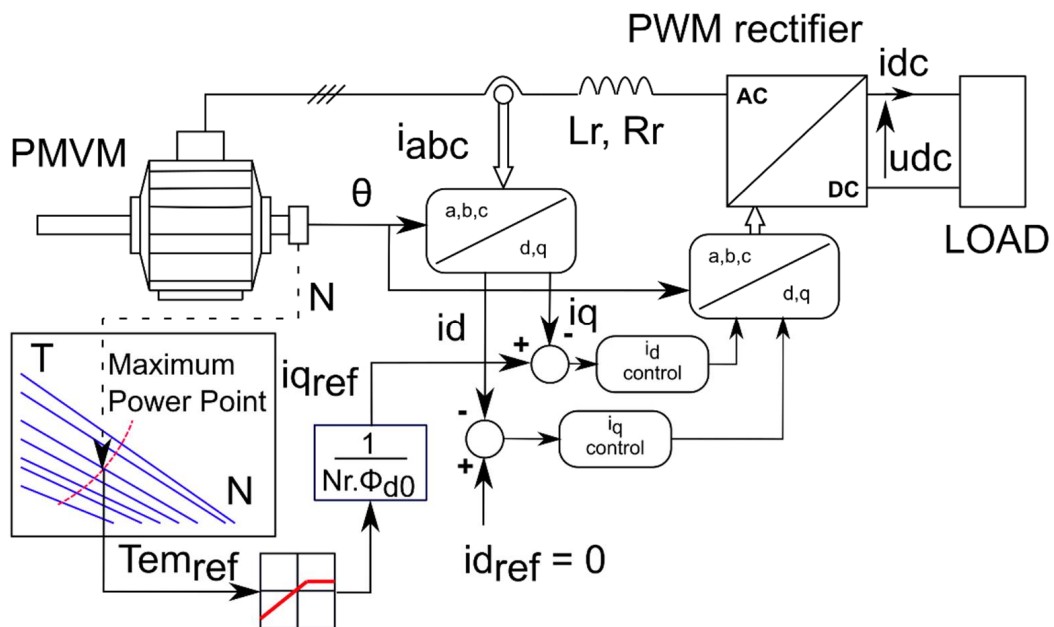 PWM rectifier
idc
AC
PMVM
iabc
Lr, Rr
udc
DC
θ
a,b,c
d,q
LOAD
a,b,c
d,q
N
id
iq
T
Maximum
Power Point
iqref
+
-
id
control
-
iq
control
+
N
1
Nr.Φd0
Temref
idref = 0